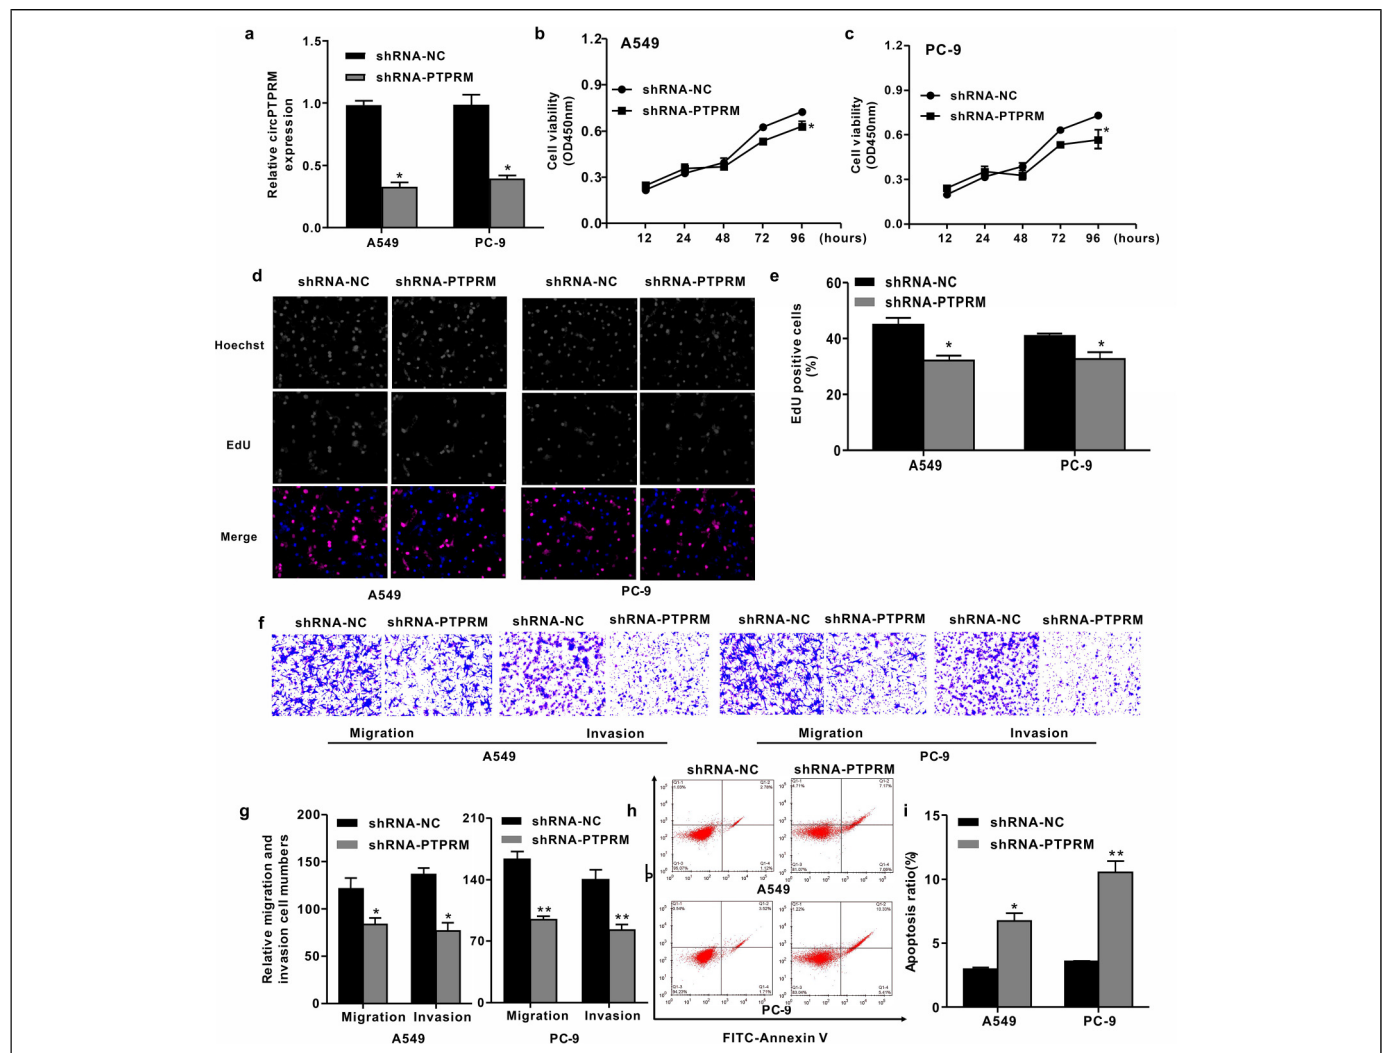 a
1.5
1.0
0.5
0.0
Relative circPTPRM
expression
shRNA-NC
shRNA-PTPRM
*
*
A549
PC-9
b
A549
1.2
0.9
0.6
0.3
0.0
Cell viability
(OD450nm)
shRNA-NC
shRNA-PTPRM
*
12 24 48 72 96 (hours)
c
PC-9
1.2
0.9
0.6
0.3
0.0
Cell viability
(OD450nm)
shRNA-NC
shRNA-PTPRM
*
12 24 48 72 96 (hours)
d
shRNA-NC shRNA-PTPRM shRNA-NC shRNA-PTPRM
Hoechst
EdU
Merge
A549
PC-9
e
60
40
20
0
EdU positive cells
(%)
shRNA-NC
shRNA-PTPRM
*
*
A549
PC-9
f
shRNA-NC shRNA-PTPRM shRNA-NC shRNA-PTPRM shRNA-NC shRNA-PTPRM shRNA-NC shRNA-PTPRM
Migration Invasion Migration Invasion
A549 PC-9
g
200
150
100
50
0
Relative migration and
invasion cell mumbers
shRNA-NC
shRNA-PTPRM
*
*
Migration Invasion
A549
210
140
70
0
shRNA-NC
shRNA-PTPRM
**
**
Migration Invasion
PC-9
h
shRNA-NC shRNA-PTPRM
A549
PC-9
FITC-Annexin V
i
15
10
5
0
Apoptosis ratio(%)
shRNA-NC
shRNA-PTPRM
*
**
A549
PC-9